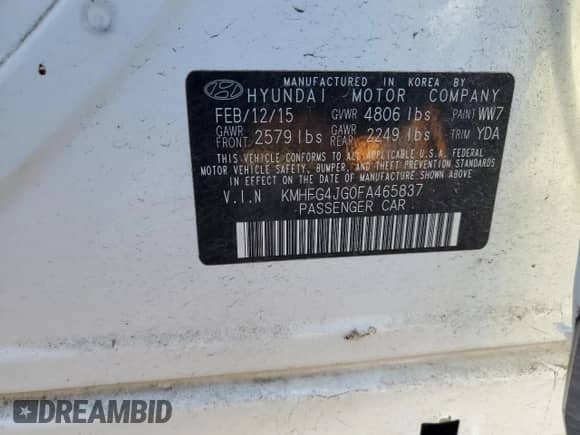 MANUFACTURED IN KOREA BY
HYUNDAI MOTOR COMPANY
FEB/12/15 GVWR 4806 lbs PAINT WW7
GAWR FRONT 2579 lbs GAWR REAR 2249 lbs TRIM YDA
THIS VEHICLE CONFORMS TO ALL APPLICABLE U.S.A. FEDERAL
MOTOR VEHICLE SAFETY, BUMPER, AND THEFT PREVENTION STANDARDS
IN EFFECT ON THE DATE OF MANUFACTURE SHOWN ABOVE
V.I.N KMHFG4JG0FA465837
PASSENGER CAR
DREAMBID